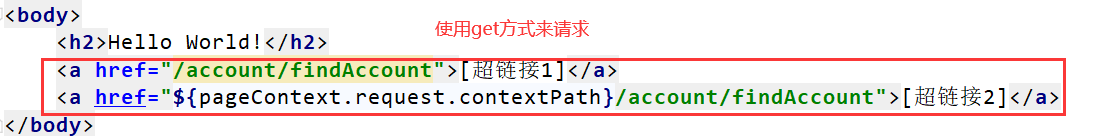 <body>
使用get方式来请求
<h2>Hello World!</h2>
<a href="/account/findAccount">[超链接1]</a>
<a href="${pageContext.request.contextPath}/account/findAccount">[超链接2]</a>
</body>